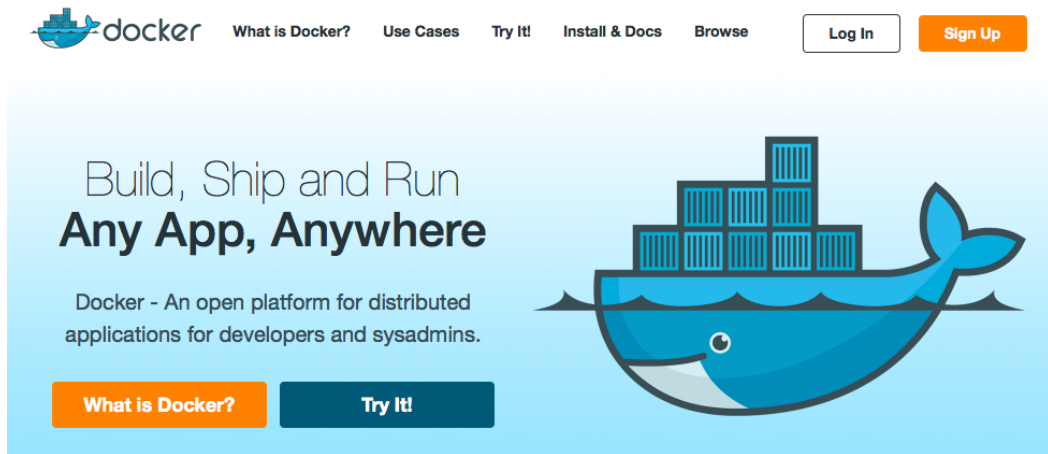 docker
What is Docker?
Use Cases
Try It!
Install & Docs
Browse
Log In
Sign Up
Build, Ship and Run
Any App, Anywhere
Docker - An open platform for distributed
applications for developers and sysadmins.
What is Docker?
Try It!